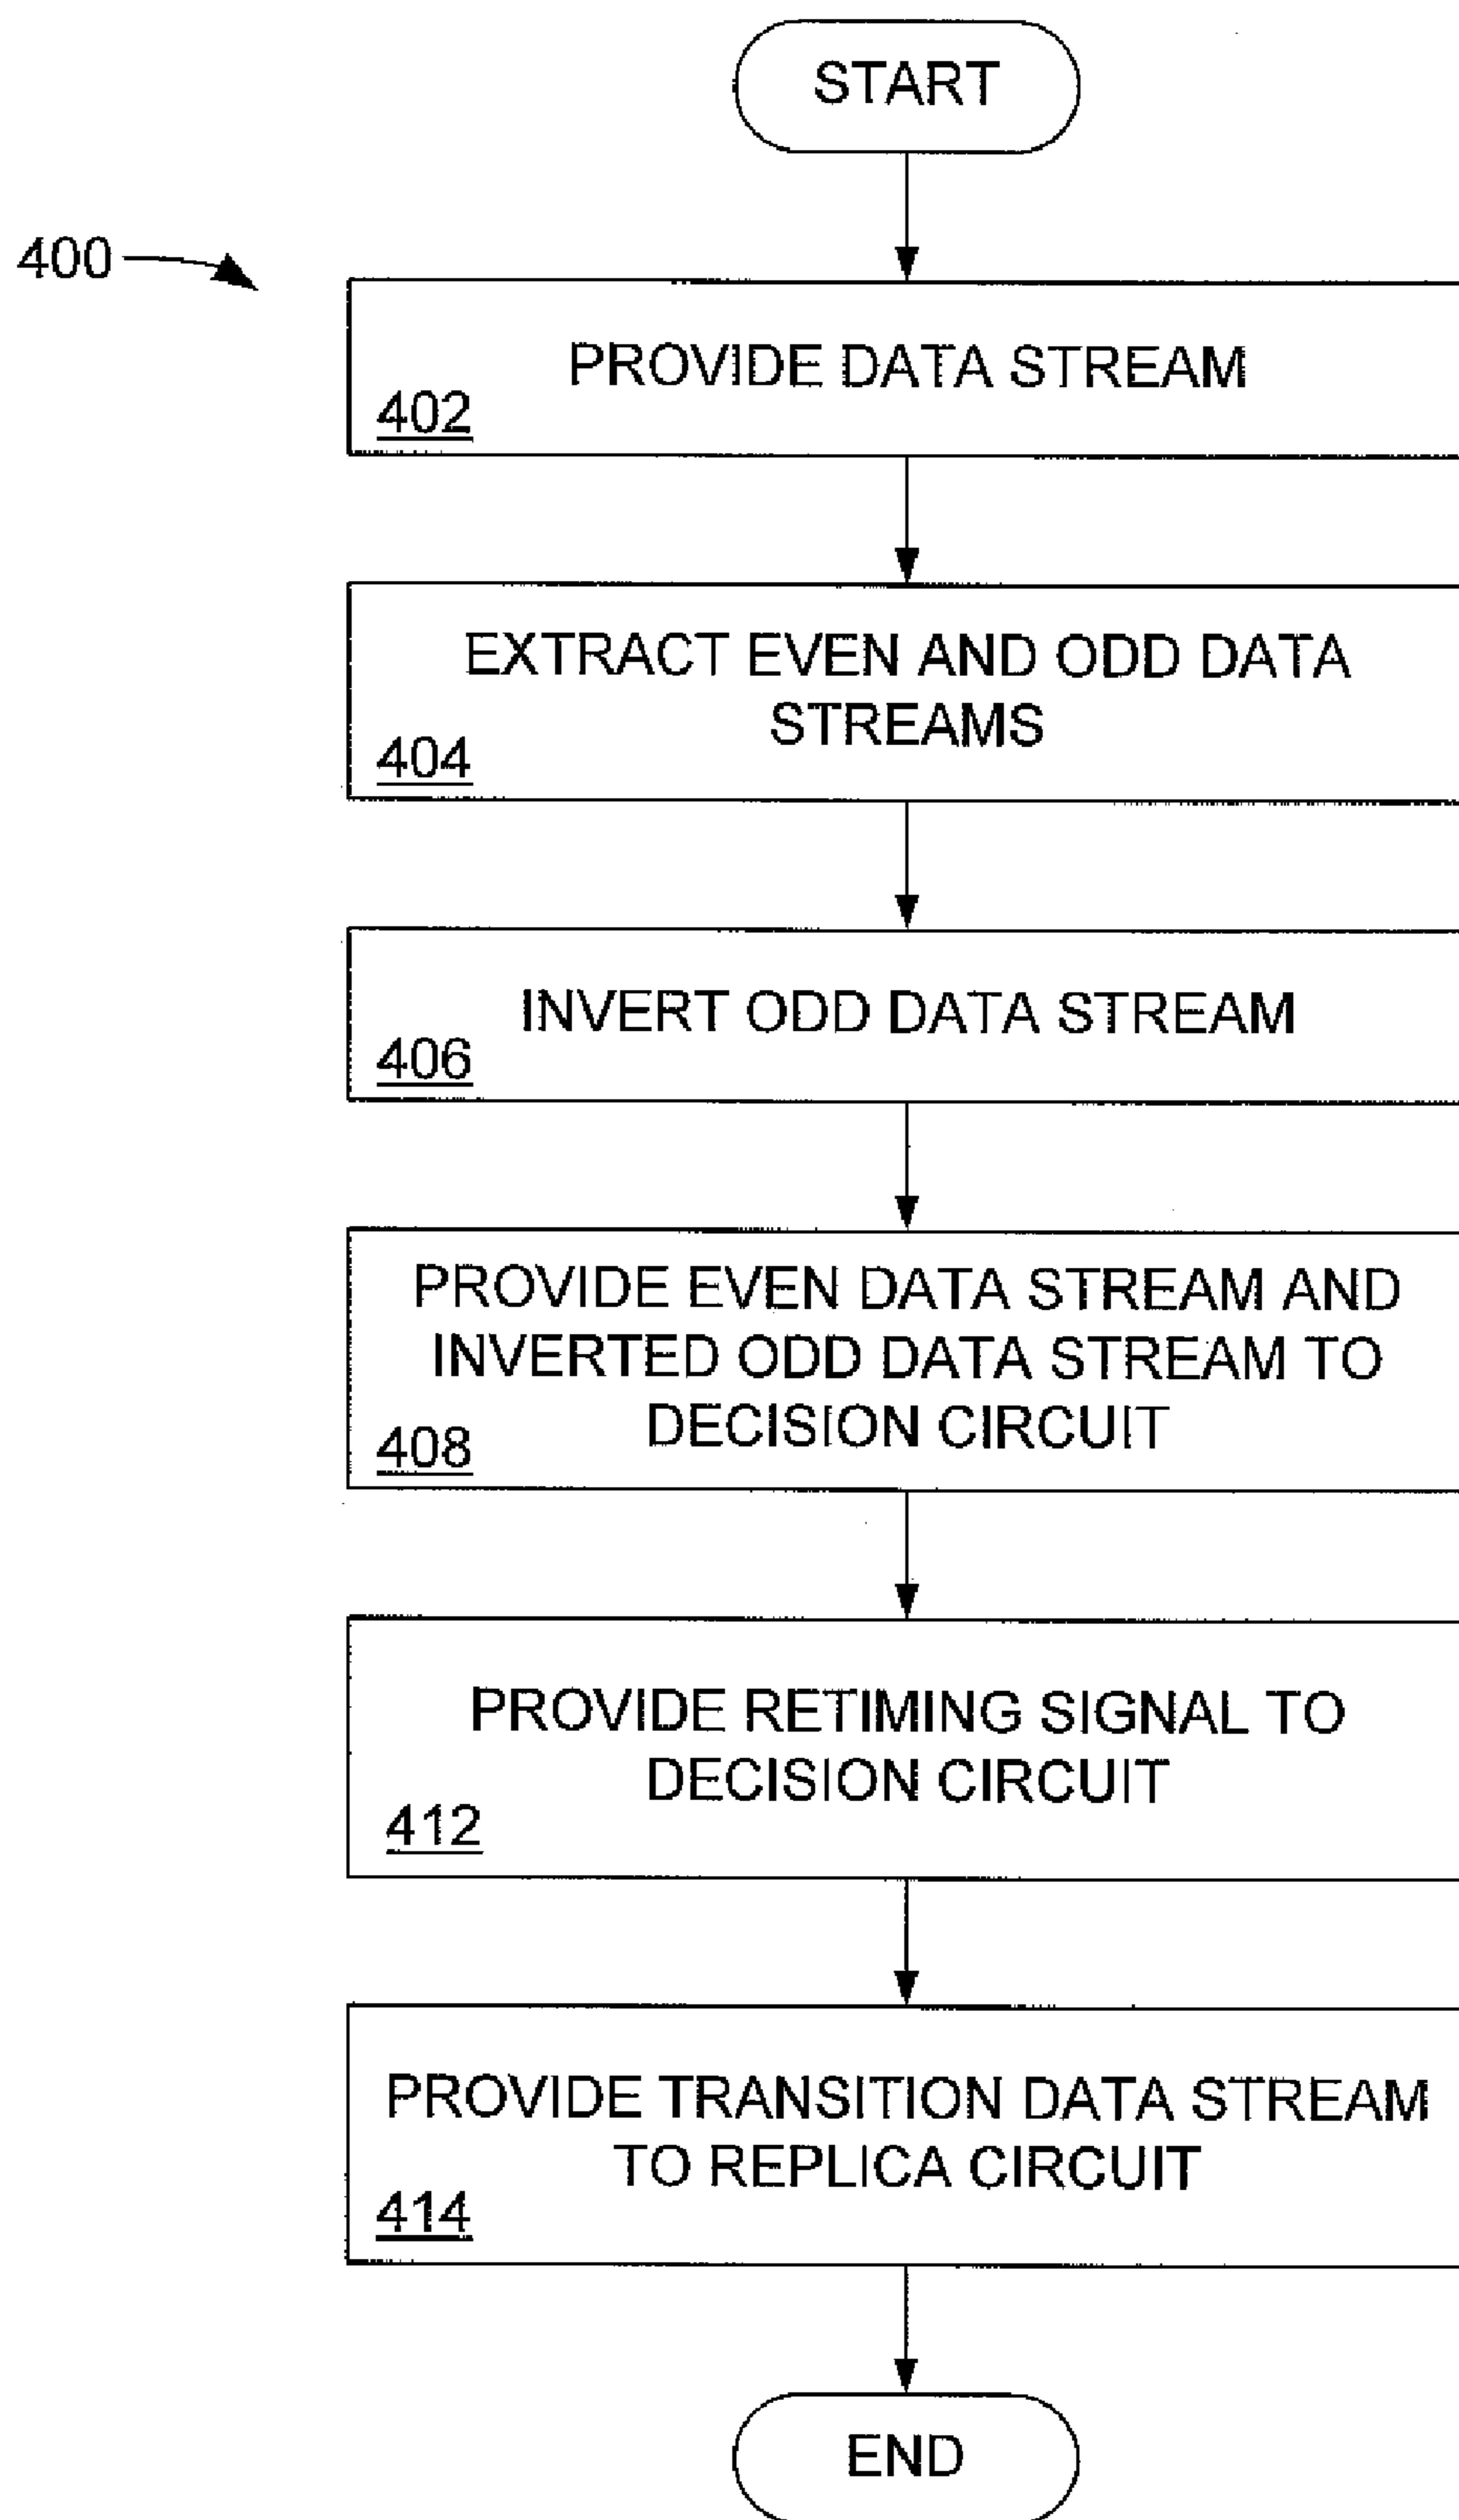 START
400
PROVIDE DATA STREAM
402
EXTRACT EVEN AND ODD DATA
STREAMS
404
INVERT ODD DATA STREAM
406
PROVIDE EVEN DATA STREAM AND
INVERTED ODD DATA STREAM TO
DECISION CIRCUIT
408
PROVIDE RETIMING SIGNAL TO
DECISION CIRCUIT
412
PROVIDE TRANSITION DATA STREAM
TO REPLICA CIRCUIT
414
END